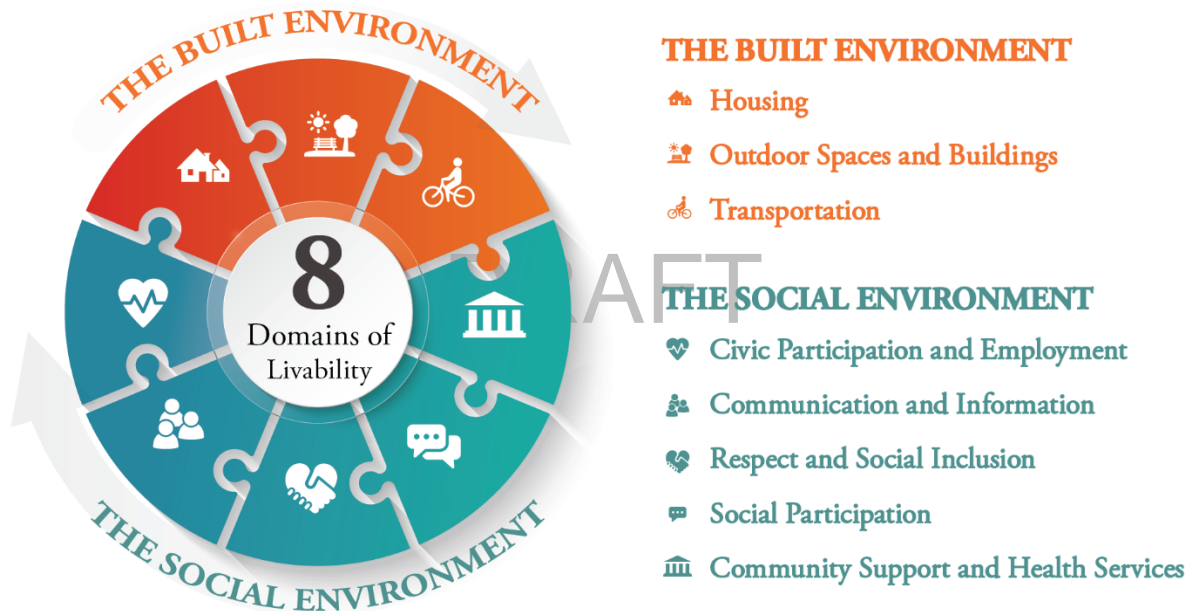 THE BUILT ENVIRONMENT
8
Domains of
Livability
THE SOCIAL ENVIRONMENT
DRAFT
THE BUILT ENVIRONMENT
Housing
Outdoor Spaces and Buildings
Transportation
THE SOCIAL ENVIRONMENT
Civic Participation and Employment
Communication and Information
Respect and Social Inclusion
Social Participation
Community Support and Health Services